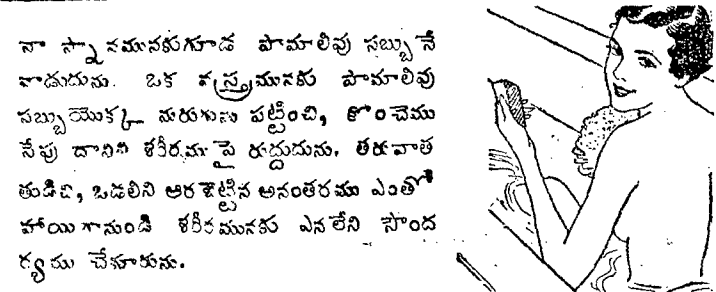 నా స్నానమునకుగూడ పామాలివు సబ్బునే
వాడుదును. ఒక వస్త్రమునకు పామాలివు
సబ్బుయొక్క నురుగును పట్టించి, కొంచెము
సేపు దానిని శరీరముపై రుద్దుదును. తరువాత
తుడిచి, ఒడలిని ఆరబెట్టిన అనంతరము ఎంతో
హాయిగానుండి శరీరమునకు ఎనలేని సౌంద
ర్యము చేకూరును.